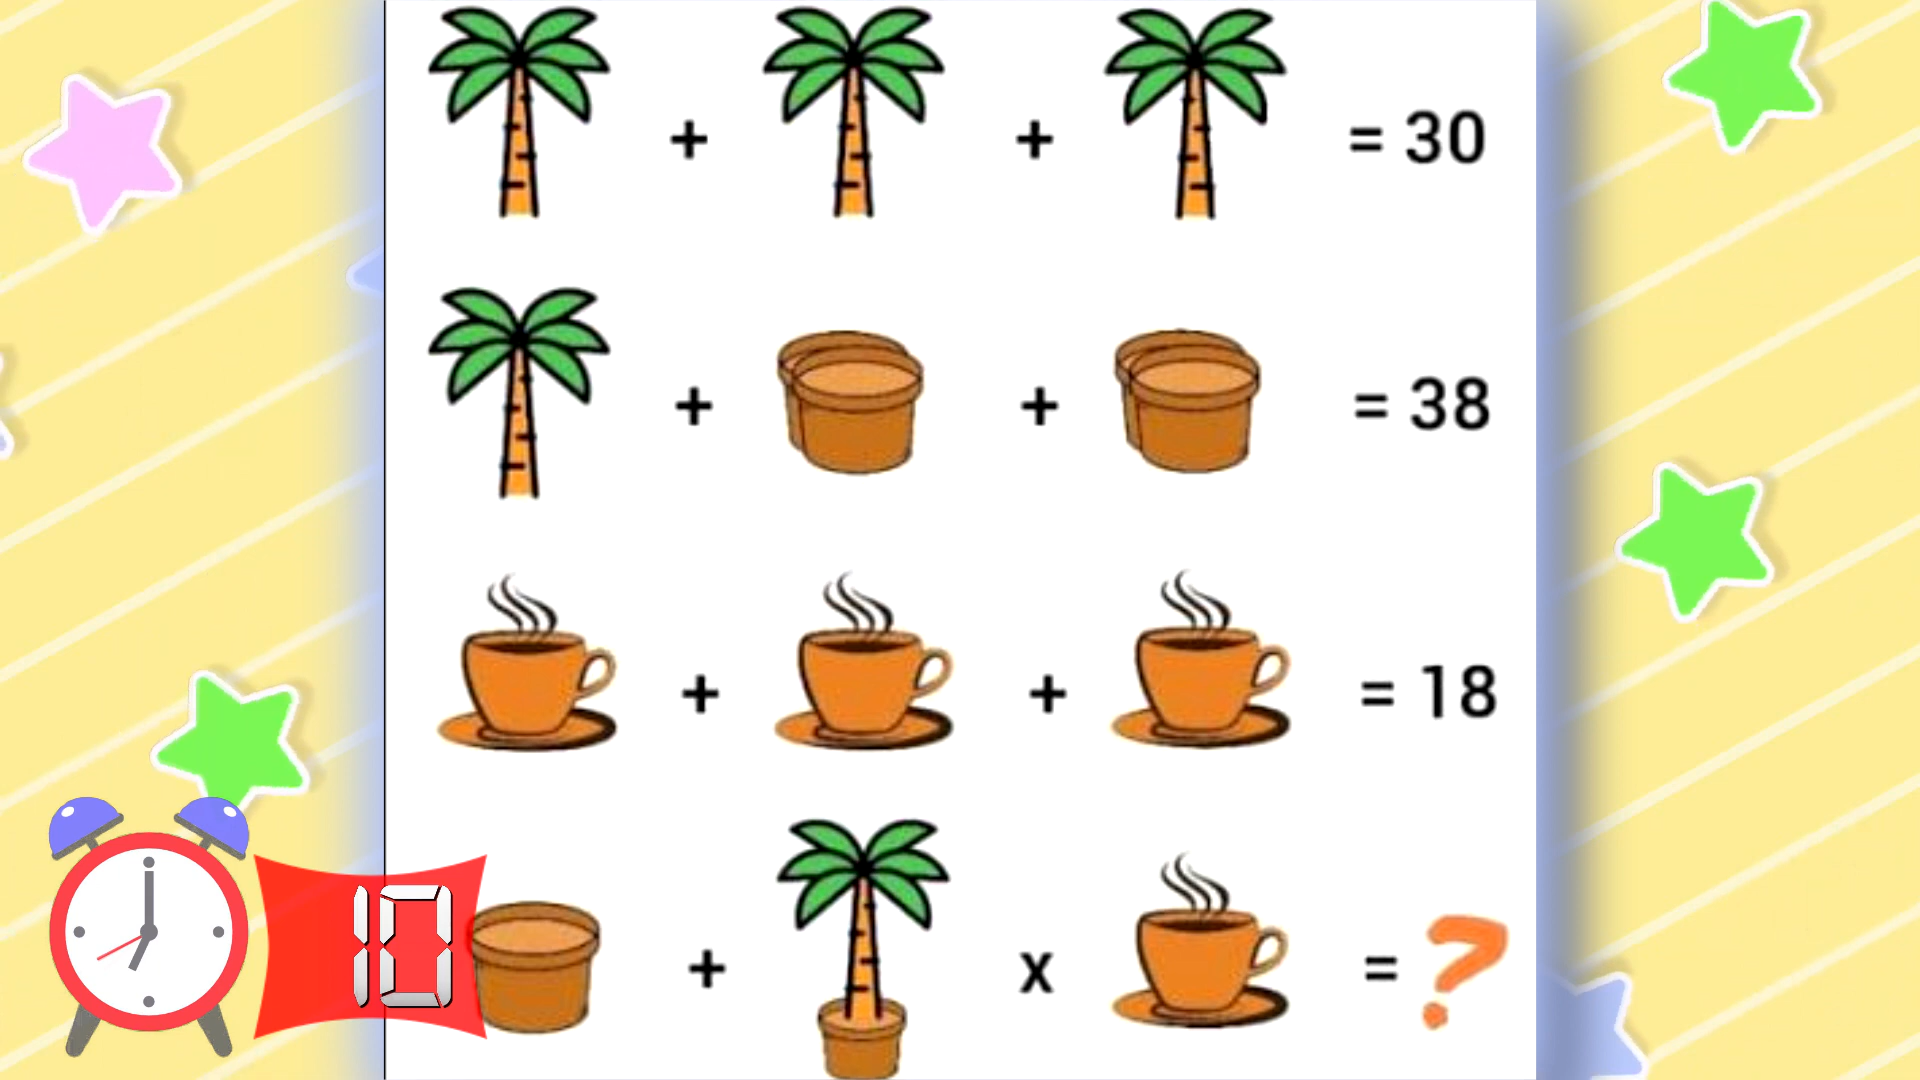 + + = 30
+ + = 38
+ + = 18
10 + x = ?